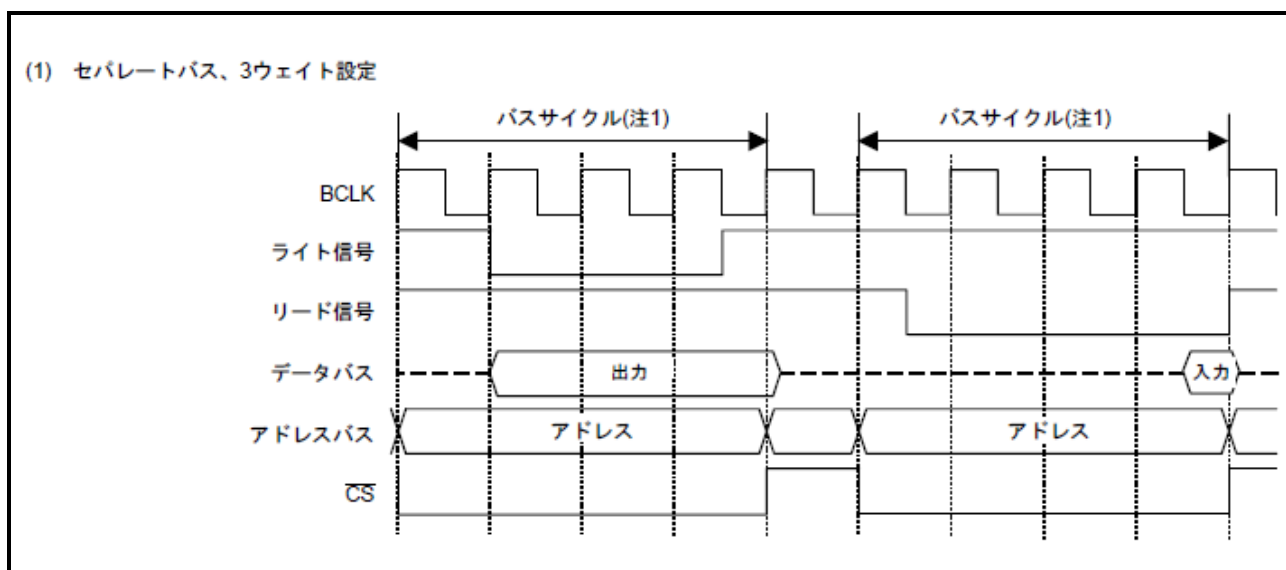 (1) セパレートバス、3ウェイト設定
バスサイクル(注1) バスサイクル(注1)
BCLK
ライト信号
リード信号
データバス 出力 入力
アドレスバス アドレス アドレス
CS